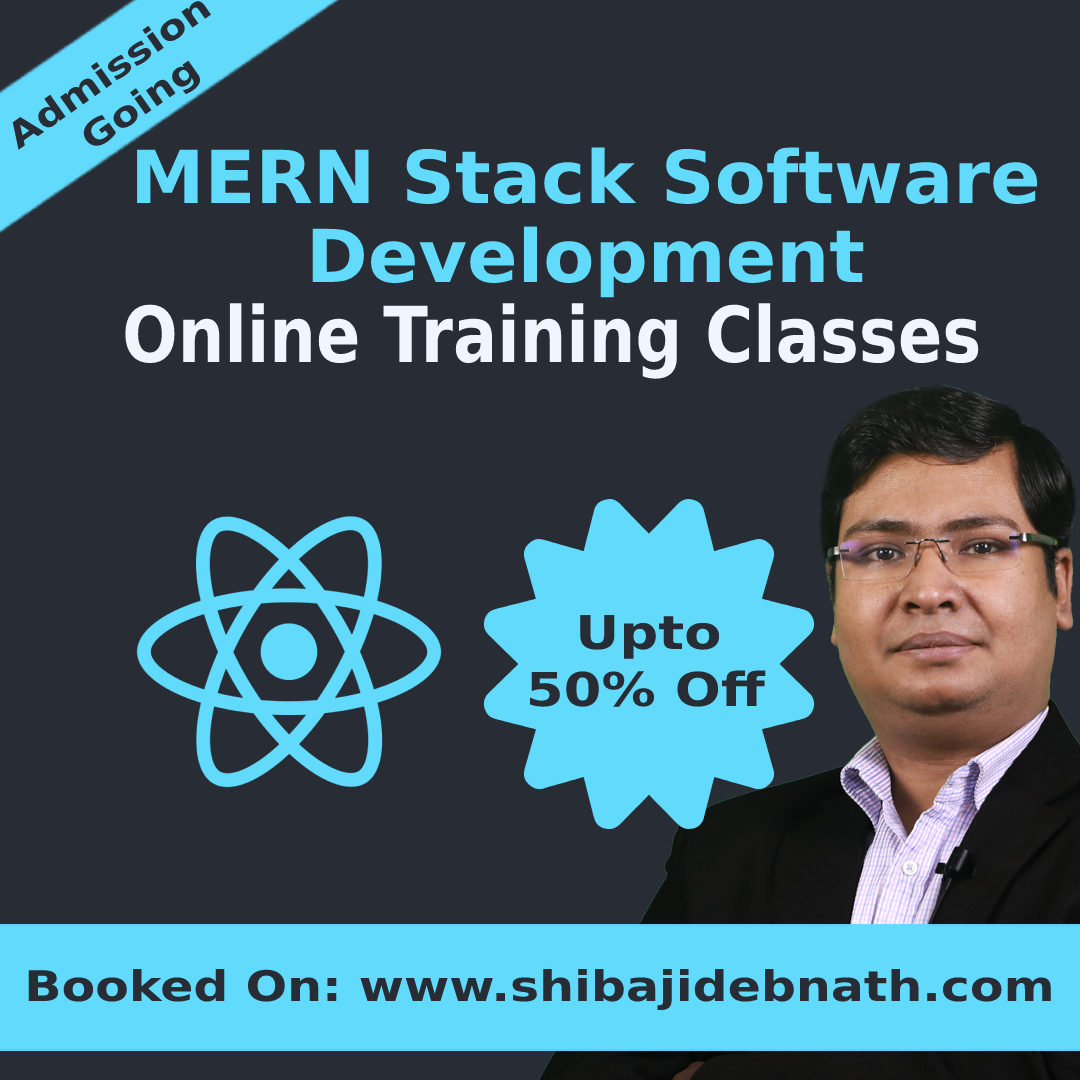 Admission
Going
MERN Stack Software
Development
Online Training Classes
Upto
50% Off
Booked On: www.shibajidebnath.com